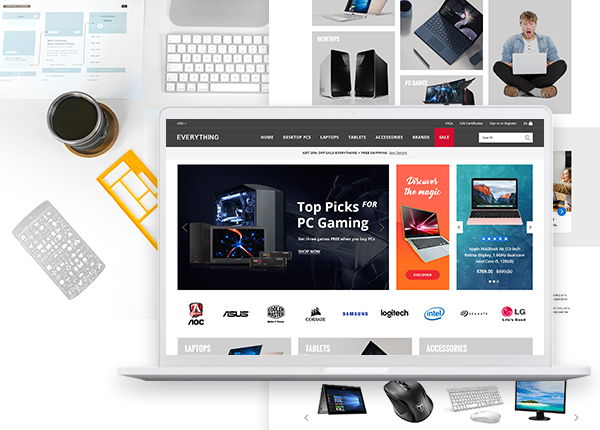 DESKTOPS
PC GAMES
USD
FAQs Gift Certificates Sign in or Register
EVERYTHING
HOME DESKTOP PCS LAPTOPS TABLETS ACCESSORIES BRANDS SALE
Search
GET 20% OFF SALE EVERYTHING + FREE SHIPPING See Details
Top Picks FOR
PC Gaming
Get three games FREE when you buy PCs
SHOP NOW
Discover
the magic
DISCOVER
Apple MacBook Air (13-inch
Retina display, 1.6GHz dual-core
Intel Core i5, 128GB)
$769.00 $899.00
AOC
ASUS
COOLER
MASTER
CORSAIR
SAMSUNG
logitech
intel
SEAGATE
LG
Life's Good
LAPTOPS
TABLETS
ACCESSORIES